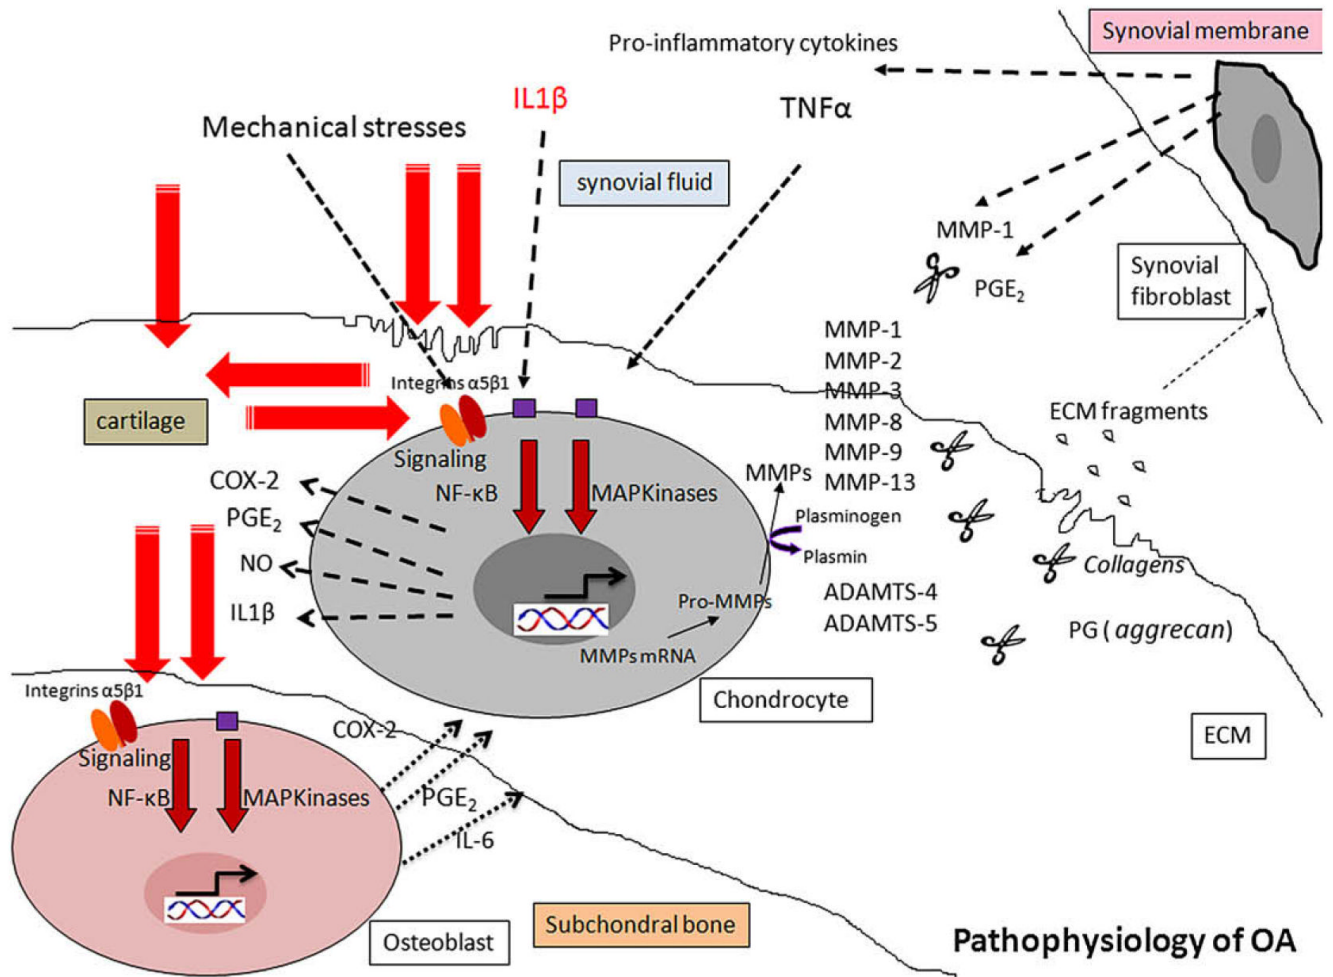 Synovial membrane
Pro-inflammatory cytokines
IL1β
TNFα
Mechanical stresses
synovial fluid
MMP-1
PGE2
Synovial
fibroblast
MMP-1
MMP-2
MMP-3
MMP-8
MMP-9
MMP-13
Integrins α5β1
cartilage
ECM fragments
Signaling
COX-2
NF-κB
MAPKinases
MMPs
PGE2
Plasminogen
NO
Plasmin
Collagens
IL1β
Pro-MMPs
ADAMTS-4
ADAMTS-5
PG (aggrecan)
MMPs mRNA
Integrins α5β1
Chondrocyte
COX-2
ECM
Signaling
NF-κB
MAPKinases
PGE2
IL-6
Subchondral bone
Osteoblast
Pathophysiology of OA